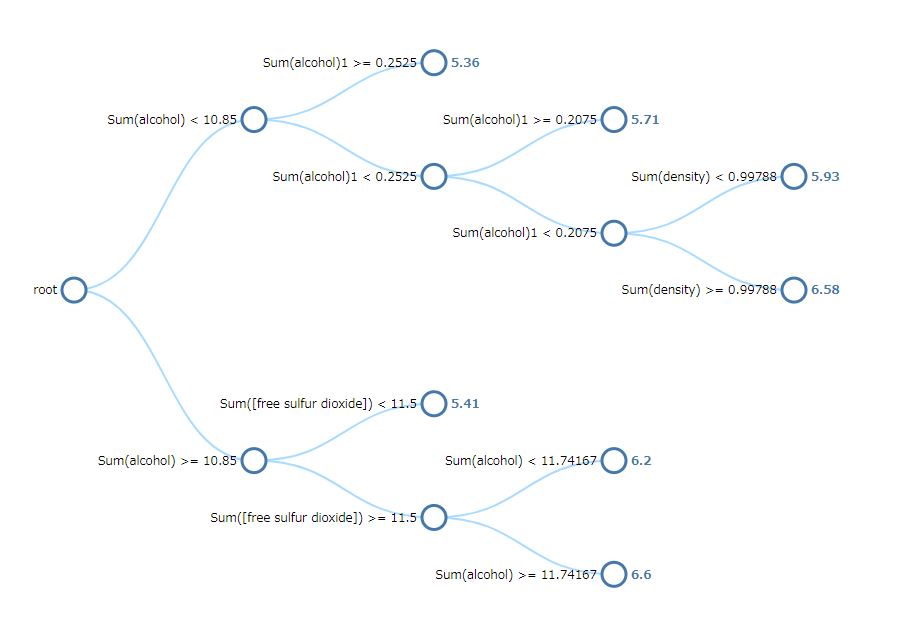 Sum(alcohol)1 >= 0.2525 5.36
Sum(alcohol) < 10.85
Sum(alcohol)1 >= 0.2075 5.71
Sum(alcohol)1 < 0.2525
Sum(density) < 0.99788 5.93
Sum(alcohol)1 < 0.2075
root
Sum(density) >= 0.99788 6.58
Sum([free sulfur dioxide]) < 11.5 5.41
Sum(alcohol) >= 10.85
Sum(alcohol) < 11.74167 6.2
Sum([free sulfur dioxide]) >= 11.5
Sum(alcohol) >= 11.74167 6.6